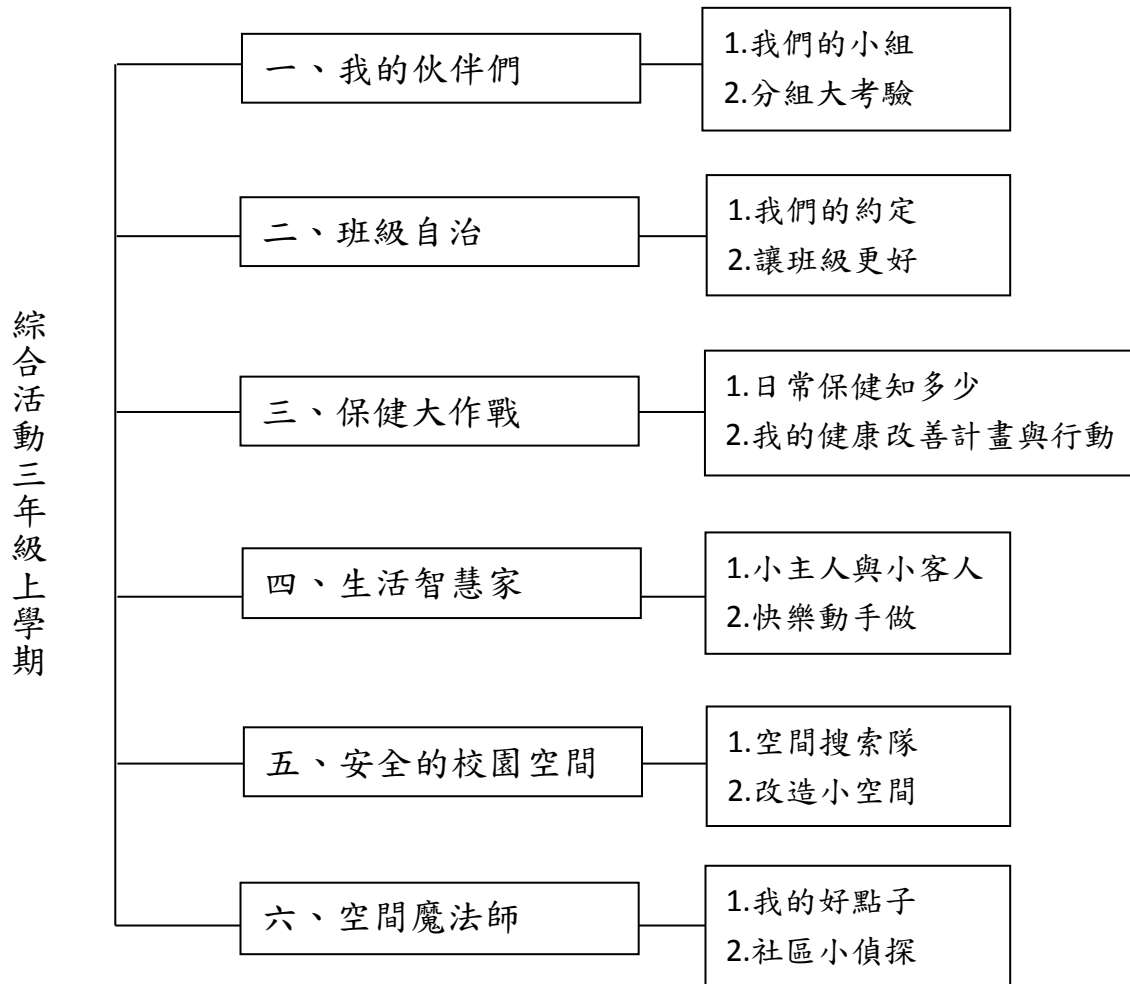 綜合活動三年級上學期
一、我的伙伴們
1.我們的小組
2.分組大考驗
二、班級自治
1.我們的約定
2.讓班級更好
三、保健大作戰
1.日常保健知多少
2.我的健康改善計畫與行動
四、生活智慧家
1.小主人與小客人
2.快樂動手做
五、安全的校園空間
1.空間搜索隊
2.改造小空間
六、空間魔法師
1.我的好點子
2.社區小偵探